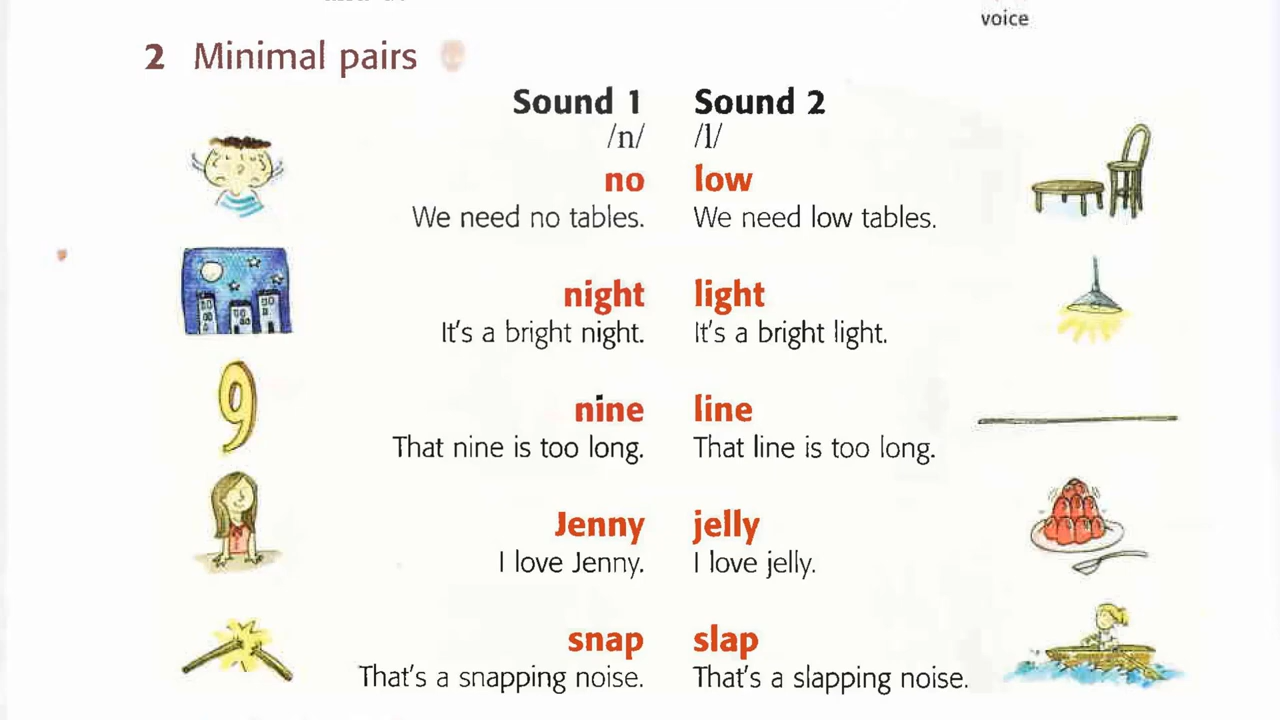 voice
2 Minimal pairs
Sound 1 Sound 2
/n/ /l/
no low
We need no tables. We need low tables.
night light
It's a bright night. It's a bright light.
9
nine line
That nine is too long. That line is too long.
Jenny jelly
I love Jenny. I love jelly.
snap slap
That's a snapping noise. That's a slapping noise.